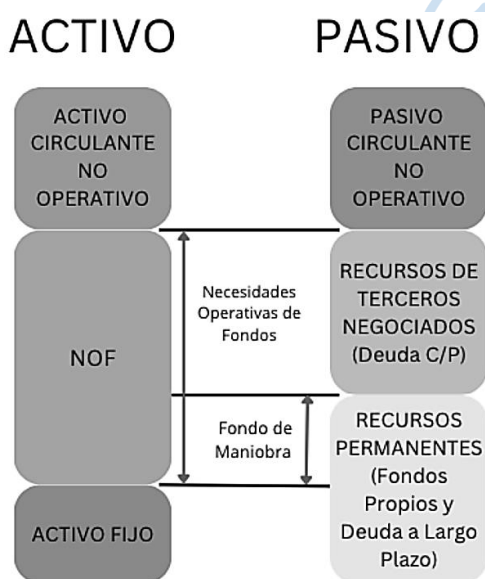 ACTIVO
PASIVO
ACTIVO
CIRCULANTE
NO
OPERATIVO
PASIVO
CIRCULANTE
NO
OPERATIVO
Necesidades
Operativas de
Fondos
RECURSOS DE
TERCEROS
NEGOCIADOS
(Deuda C/P)
NOF
Fondo de
Maniobra
RECURSOS
PERMANENTES
(Fondos
Propios y
Deuda a Largo
Plazo)
ACTIVO FIJO